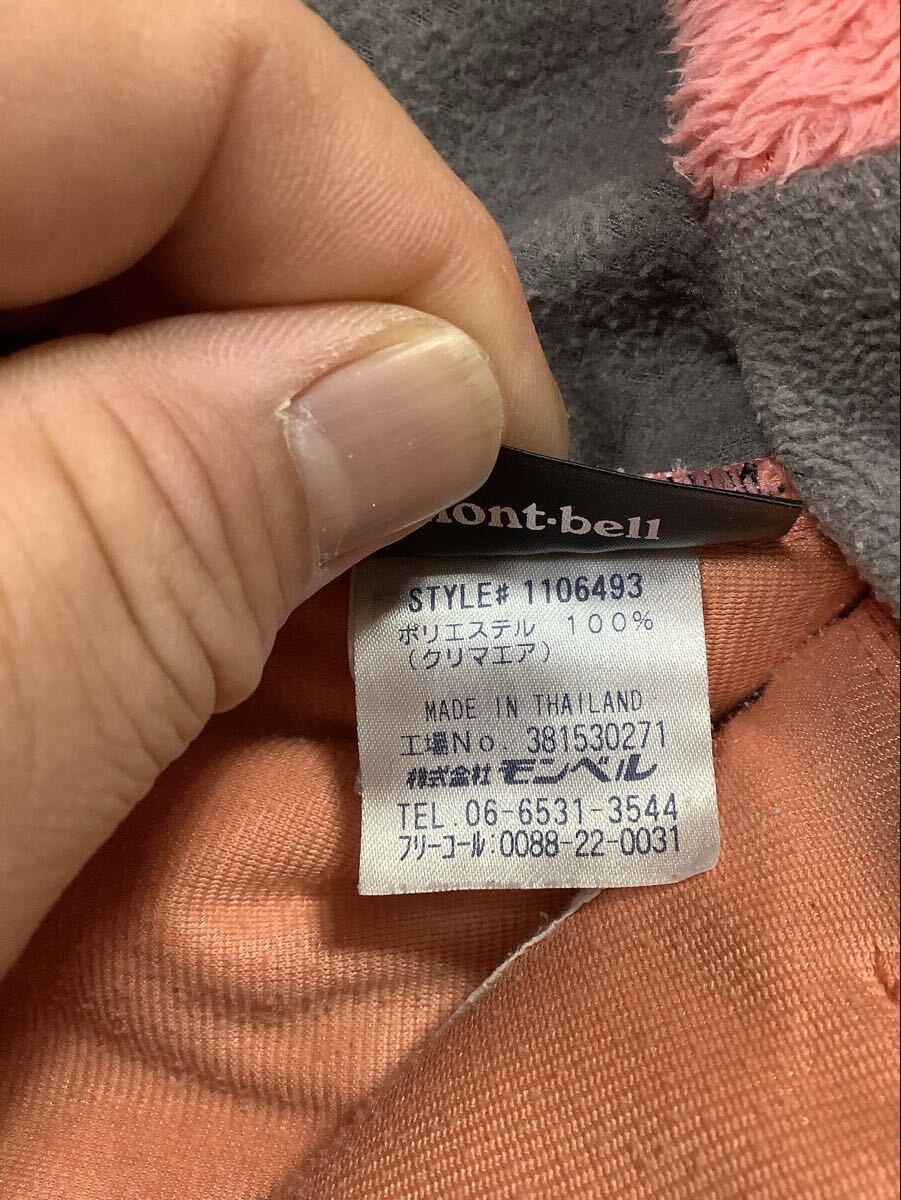 mont-bell
STYLE# 1106493
ポリエステル 100%
(クリマエア)
MADE IN THAILAND
工場No. 381530271
株式会社 モンベル
TEL.06-6531-3544
フリーコール:0088-22-0031